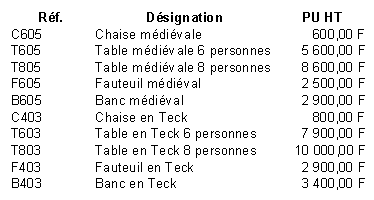 Réf. Désignation PU HT
C605 Chaise médiévale 600,00 F
T605 Table médiévale 6 personnes 5 600,00 F
T805 Table médiévale 8 personnes 8 600,00 F
F605 Fauteuil médiéval 2 500,00 F
B605 Banc médiéval 2 900,00 F
C403 Chaise en Teck 800,00 F
T603 Table en Teck 6 personnes 7 900,00 F
T803 Table en Teck 8 personnes 10 000,00 F
F403 Fauteuil en Teck 2 900,00 F
B403 Banc en Teck 3 400,00 F